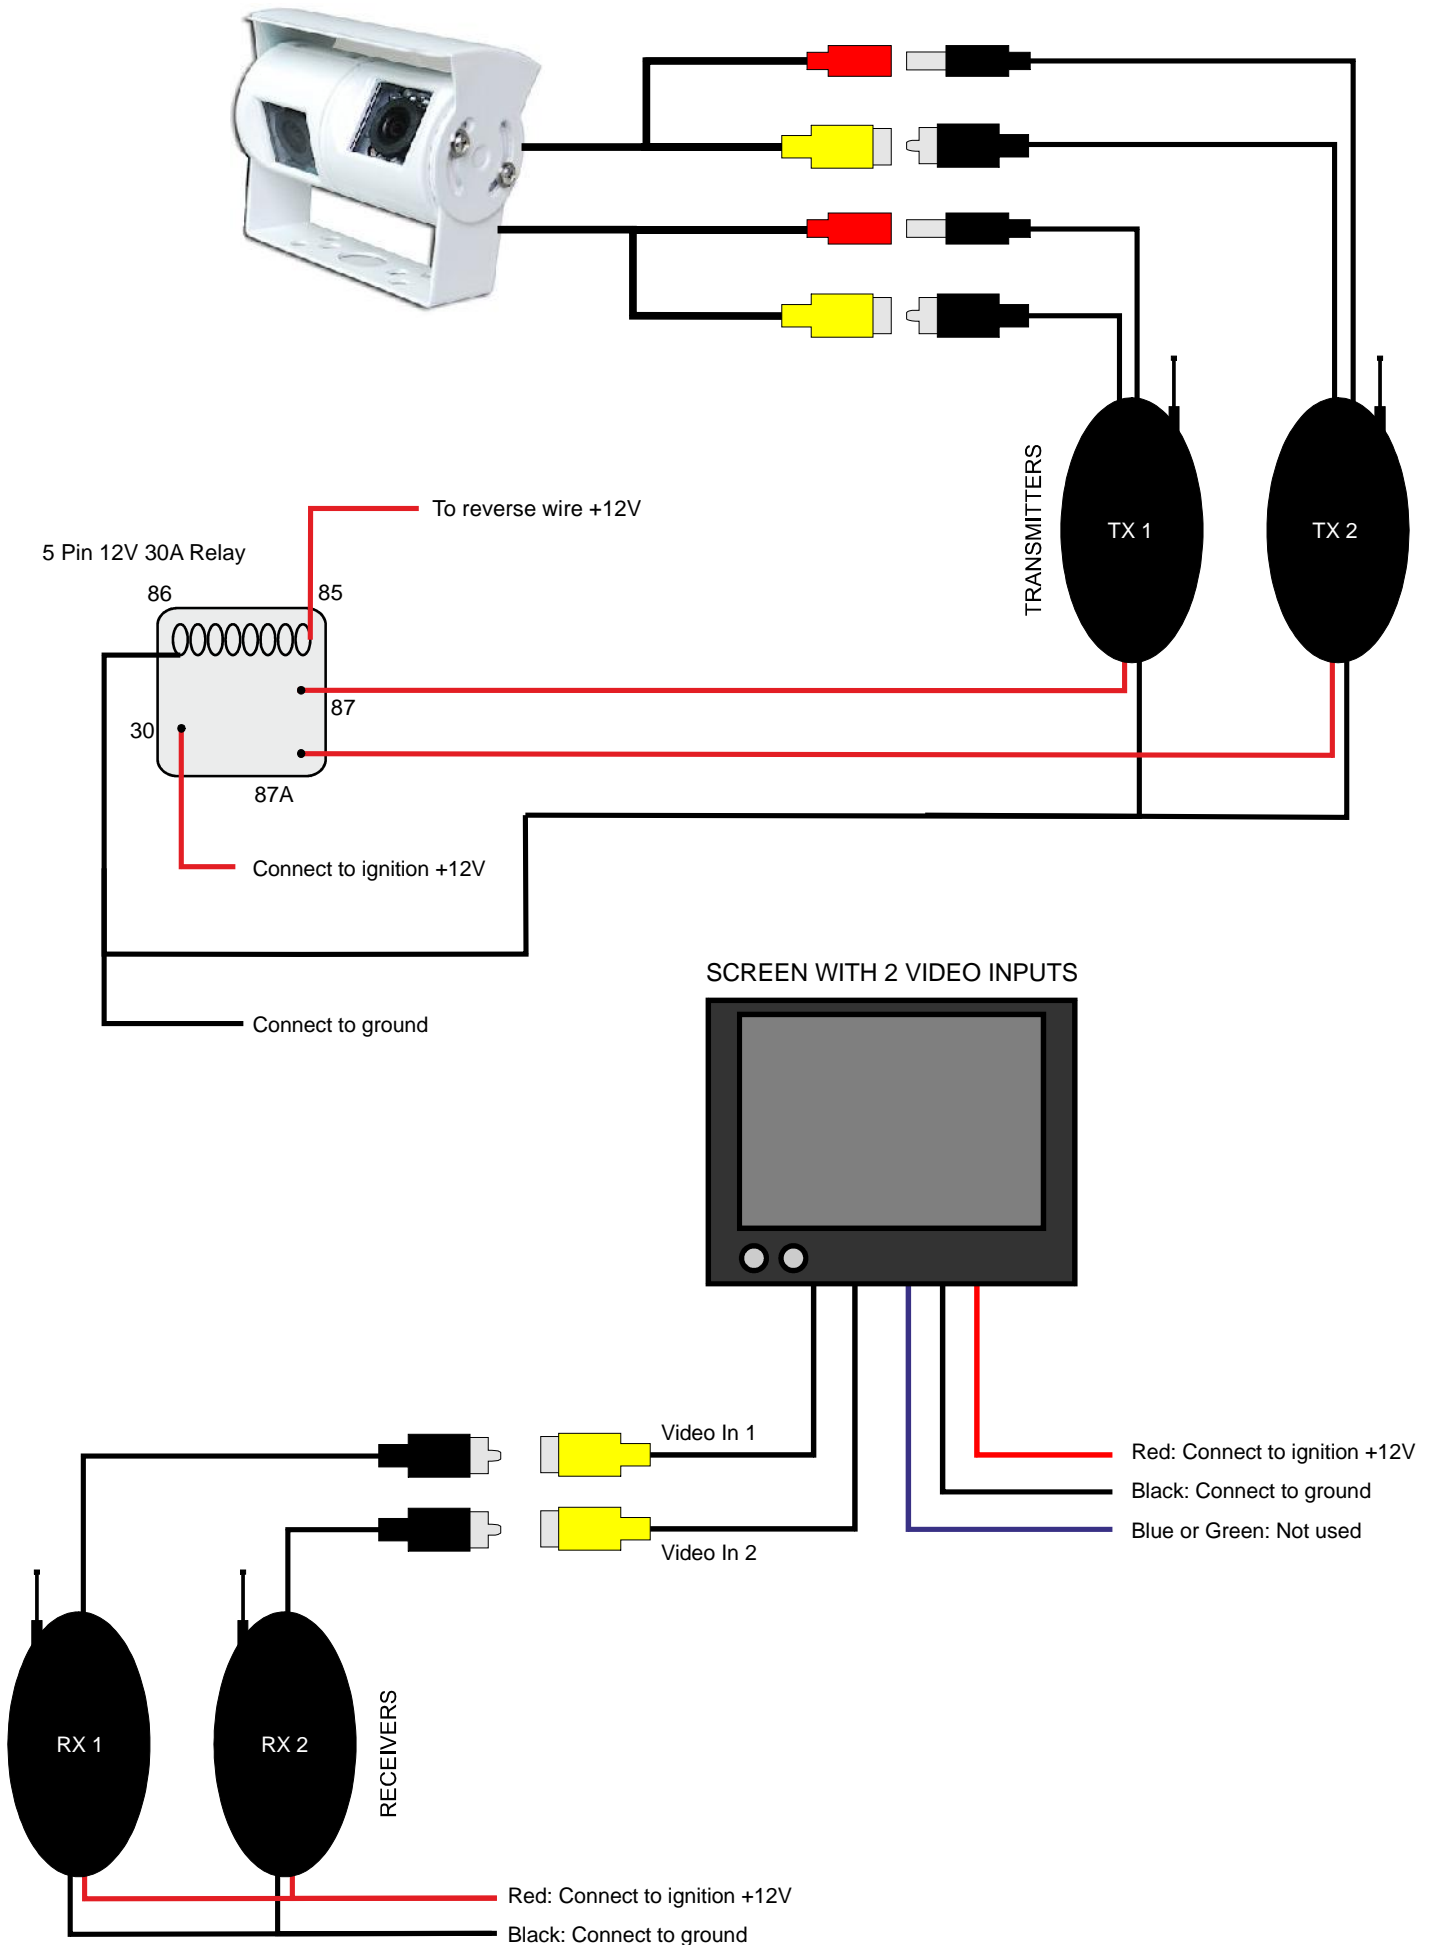 TRANSMITTERS
TX 1
TX 2
To reverse wire +12V
5 Pin 12V 30A Relay
86
85
87
30
87A
Connect to ignition +12V
Connect to ground
SCREEN WITH 2 VIDEO INPUTS
Video In 1
Video In 2
Red: Connect to ignition +12V
Black: Connect to ground
Blue or Green: Not used
RX 1
RX 2
RECEIVERS
Red: Connect to ignition +12V
Black: Connect to ground